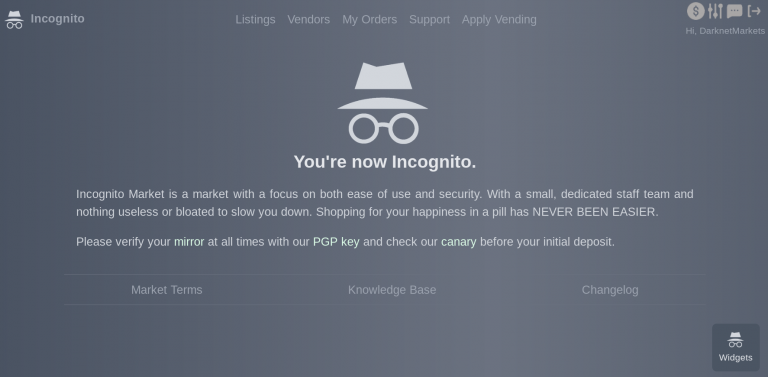 Incognito
Listings Vendors My Orders Support Apply Vending
Hi, DarknetMarkets
You're now Incognito.
Incognito Market is a market with a focus on both ease of use and security. With a small, dedicated staff team and
nothing useless or bloated to slow you down. Shopping for your happiness in a pill has NEVER BEEN EASIER.
Please verify your mirror at all times with our PGP key and check our canary before your initial deposit.
Market Terms Knowledge Base Changelog
Widgets